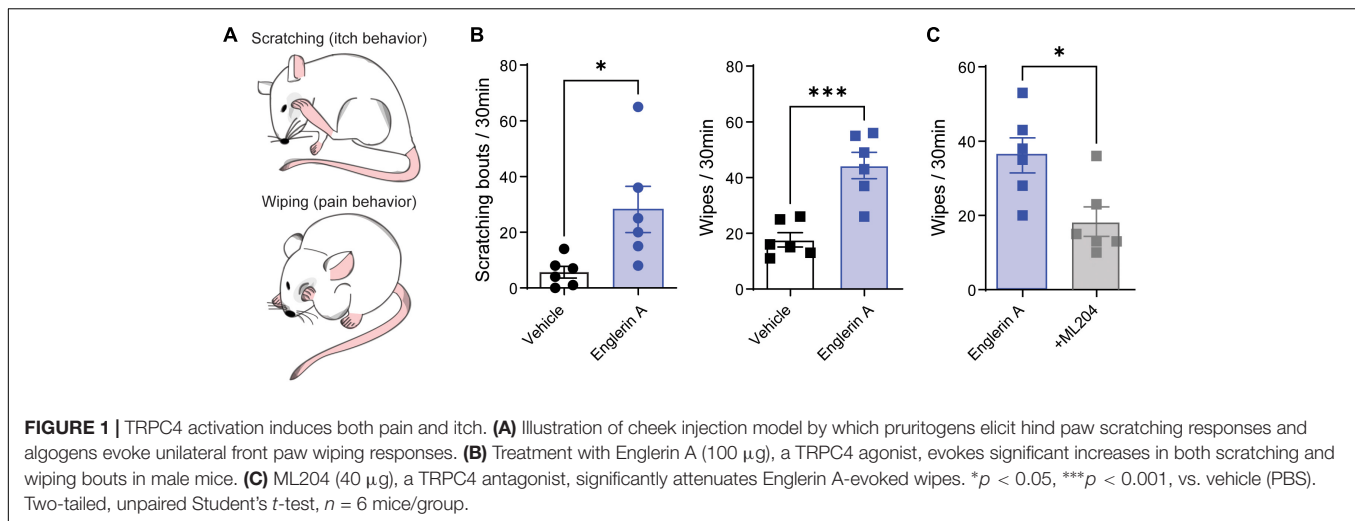 A
Scratching (itch behavior)
Wiping (pain behavior)
B
Scratching bouts / 30min
80
60
40
20
0
*
Vehicle
Englerin A
Wipes / 30min
80
60
40
20
0
***
Vehicle
Englerin A
C
Wipes / 30min
60
40
20
0
*
Englerin A
+ML204
FIGURE 1 | TRPC4 activation induces both pain and itch. (A) Illustration of cheek injection model by which pruritogens elicit hind paw scratching responses and
algogens evoke unilateral front paw wiping responses. (B) Treatment with Englerin A (100 μg), a TRPC4 agonist, evokes significant increases in both scratching and
wiping bouts in male mice. (C) ML204 (40 μg), a TRPC4 antagonist, significantly attenuates Englerin A-evoked wipes. *p < 0.05, ***p < 0.001, vs. vehicle (PBS).
Two-tailed, unpaired Student's t-test, n = 6 mice/group.